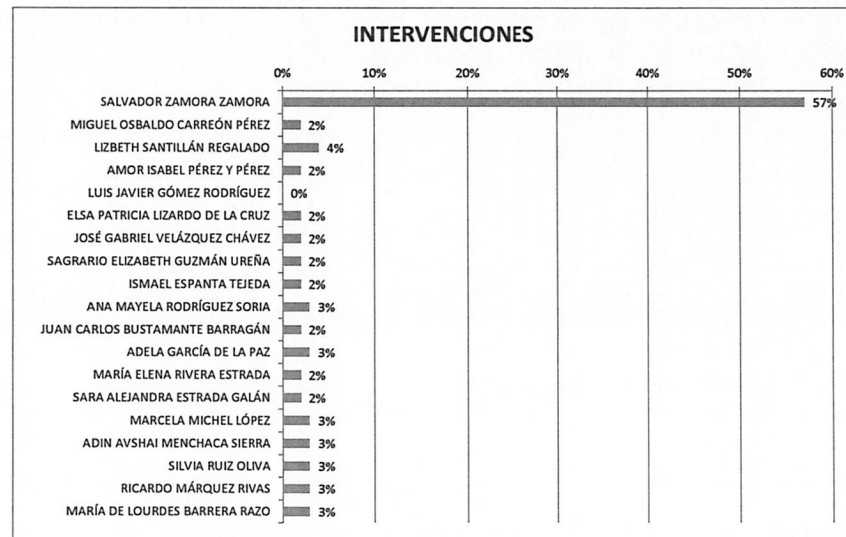 INTERVENCIONES
0% 10% 20% 30% 40% 50% 60%
SALVADOR ZAMORA ZAMORA 57%
MIGUEL OSBALDO CARREÓN PÉREZ 2%
LIZBETH SANTILLÁN REGALADO 4%
AMOR ISABEL PÉREZ Y PÉREZ 2%
LUIS JAVIER GÓMEZ RODRÍGUEZ 0%
ELSA PATRICIA LIZARDO DE LA CRUZ 2%
JOSÉ GABRIEL VELÁZQUEZ CHÁVEZ 2%
SAGRARIO ELIZABETH GUZMÁN UREÑA 2%
ISMAEL ESPANTA TEJEDA 2%
ANA MAYELA RODRÍGUEZ SORIA 3%
JUAN CARLOS BUSTAMANTE BARRAGÁN 2%
ADELA GARCÍA DE LA PAZ 3%
MARÍA ELENA RIVERA ESTRADA 2%
SARA ALEJANDRA ESTRADA GALÁN 2%
MARCELA MICHEL LÓPEZ 3%
ADIN AVSHAI MENCHACA SIERRA 3%
SILVIA RUIZ OLIVA 3%
RICARDO MÁRQUEZ RIVAS 3%
MARÍA DE LOURDES BARRERA RAZO 3%